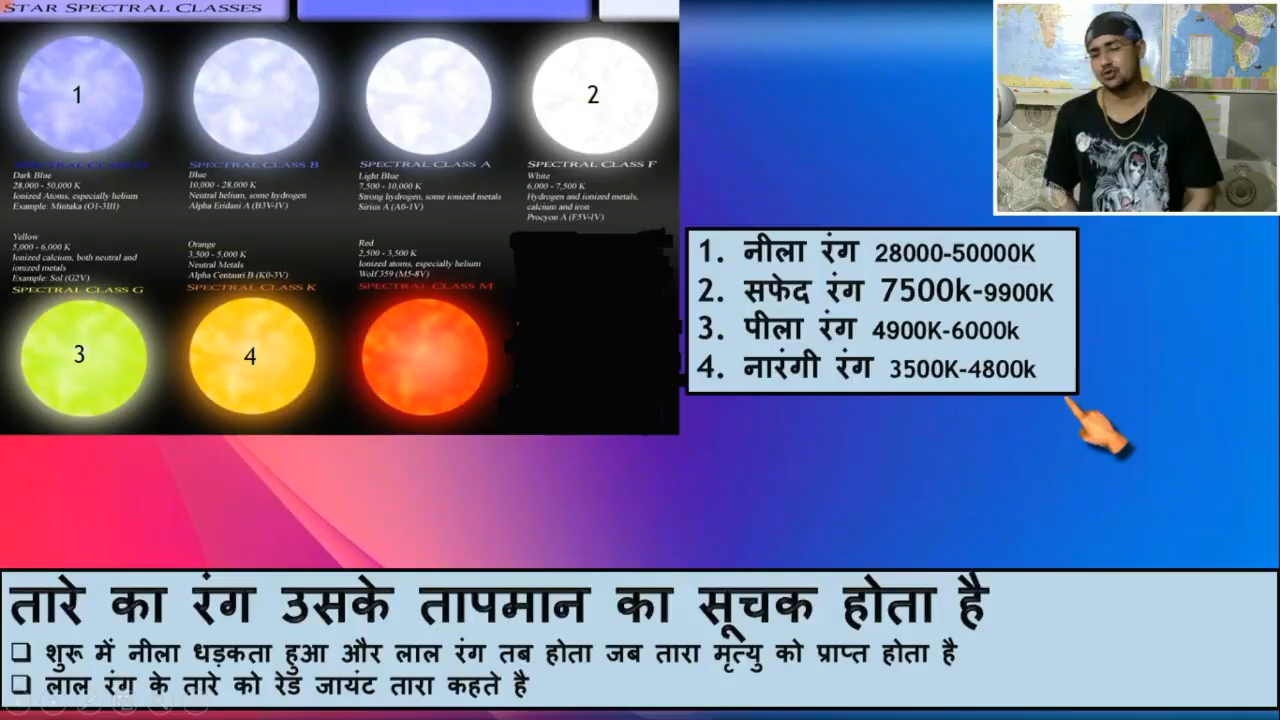 STAR SPECTRAL CLASSES
1
2
SPECTRAL CLASS O
Dark Blue
28,000 - 50,000 K
Ionized Atoms, especially helium
Example: Mintaka (O1-3III)
SPECTRAL CLASS B
Blue
10,000 - 28,000 K
Neutral helium, some hydrogen
Alpha Eridani A (B3V-IV)
SPECTRAL CLASS A
Light Blue
7,500 - 10,000 K
Strong hydrogen, some ionized metals
Sirius A (A0-1V)
SPECTRAL CLASS F
White
6,000 - 7,500 K
Hydrogen and ionized metals,
calcium and iron
Procyon A (F5V-IV)
Yellow
5,000 - 6,000 K
Ionized calcium, both neutral and
ionized metals
Example: Sol (G2V)
SPECTRAL CLASS G
3
Orange
3,500 - 5,000 K
Neutral Metals
Alpha Centauri B (K0-3V)
SPECTRAL CLASS K
4
Red
2,500 - 3,500 K
Ionized atoms, especially helium
Wolf 359 (M5-8V)
SPECTRAL CLASS M
1. नीला रंग 28000-50000K
2. सफेद रंग 7500k-9900K
3. पीला रंग 4900K-6000k
4. नारंगी रंग 3500K-4800k
तारे का रंग उसके तापमान का सूचक होता है
❑ शुरू में नीला धड़कता हुआ और लाल रंग तब होता जब तारा मृत्यु को प्राप्त होता है
❑ लाल रंग के तारे को रेड जायंट तारा कहते है